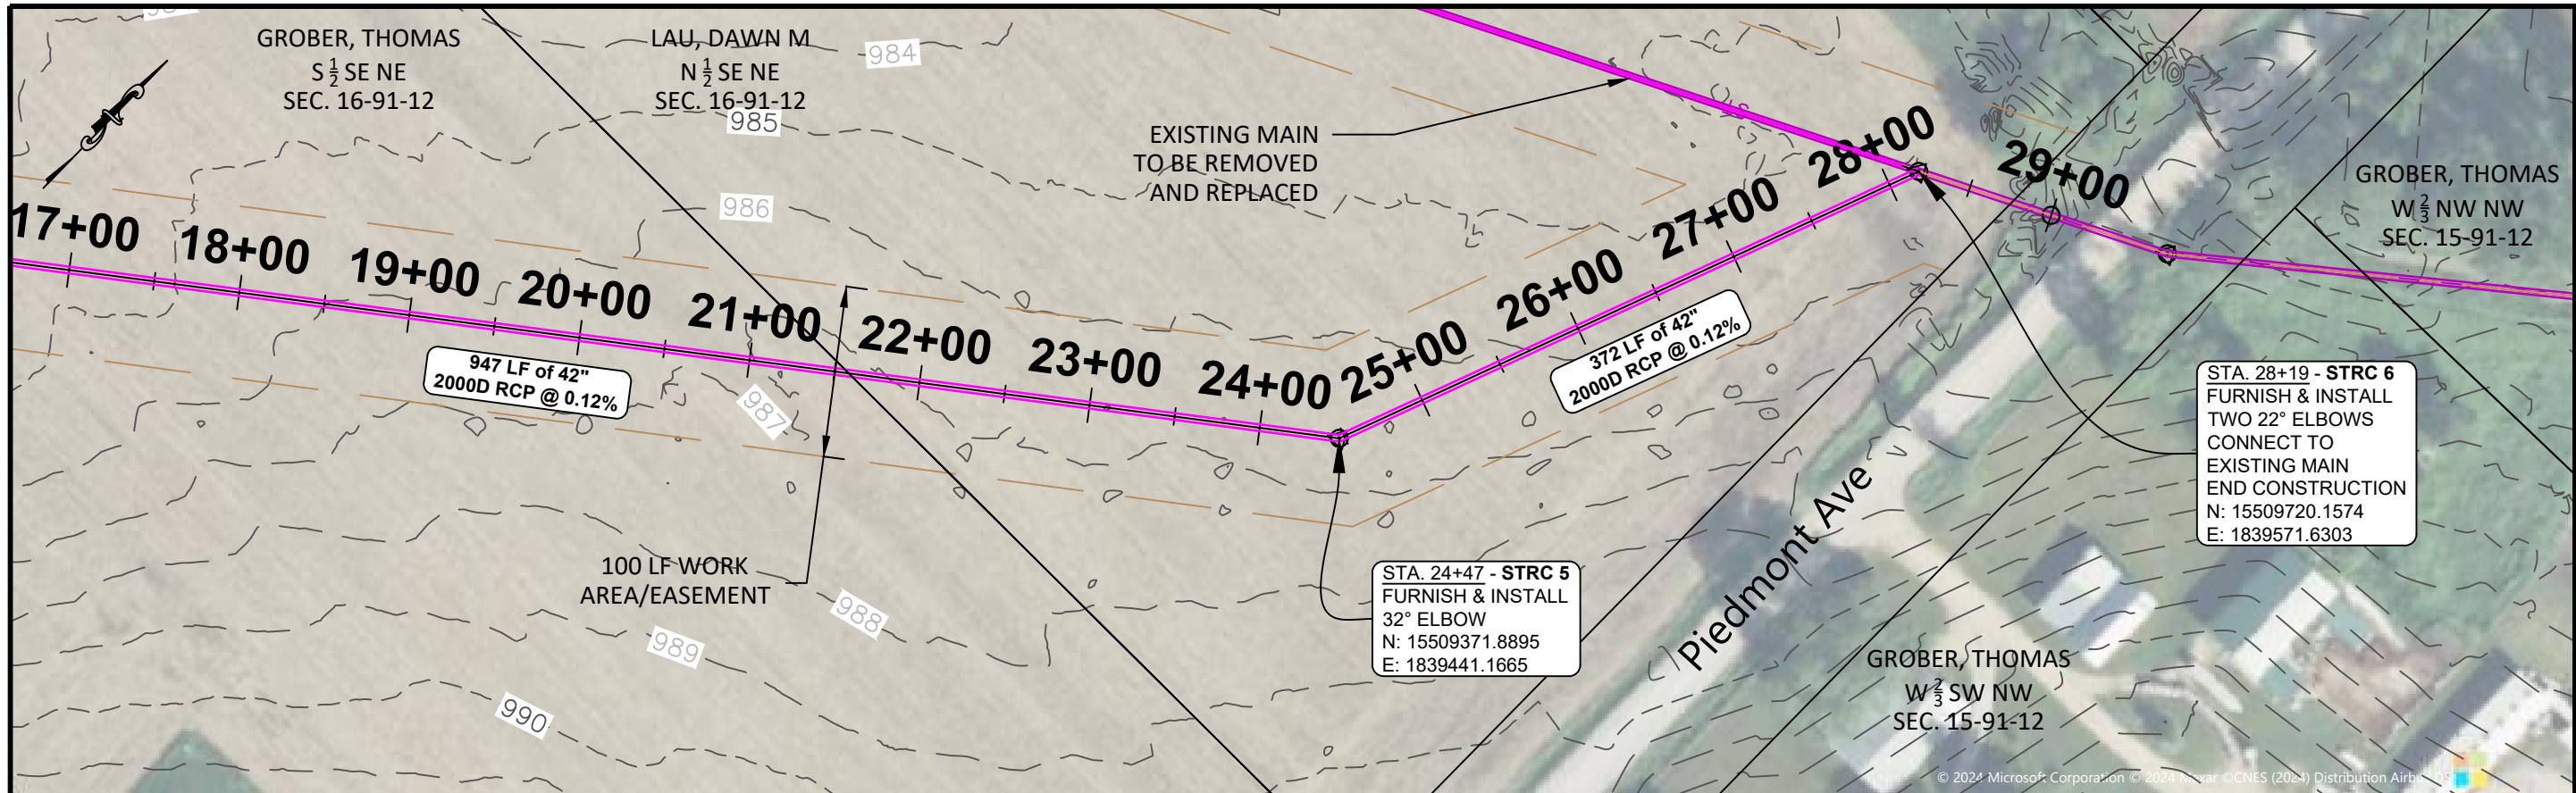 GROBER, THOMAS
S 1/2 SE NE
SEC. 16-91-12
LAU, DAWN M
N 1/2 SE NE
SEC. 16-91-12
984
985
986
EXISTING MAIN
TO BE REMOVED
AND REPLACED
17+00
18+00
19+00
20+00
21+00
22+00
23+00
24+00
25+00
26+00
27+00
28+00
29+00
GROBER, THOMAS
W 2/3 NW NW
SEC. 15-91-12
947 LF of 42"
2000D RCP @ 0.12%
372 LF of 42"
2000D RCP @ 0.12%
987
988
989
990
100 LF WORK
AREA/EASEMENT
STA. 24+47 - STRC 5
FURNISH & INSTALL
32° ELBOW
N: 15509371.8895
E: 1839441.1665
STA. 28+19 - STRC 6
FURNISH & INSTALL
TWO 22° ELBOWS
CONNECT TO
EXISTING MAIN
END CONSTRUCTION
N: 15509720.1574
E: 1839571.6303
Piedmont Ave
GROBER, THOMAS
W 2/3 SW NW
SEC. 15-91-12
© 2024 Microsoft Corporation © 2024 Maxar ©CNES (2024) Distribution Airbus DS